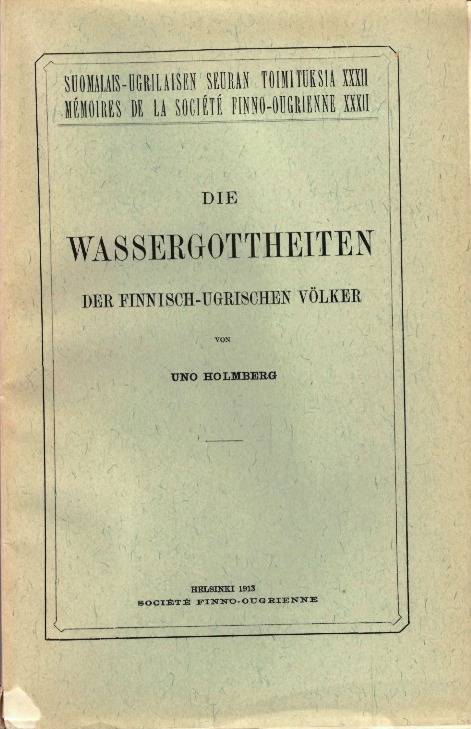 SUOMALAIS-UGRILAISEN SEURAN TOIMITUKSIA XXXII
MÉMOIRES DE LA SOCIÉTÉ FINNO-OUGRIENNE XXXII
DIE
WASSERGOTTHEITEN
DER FINNISCH-UGRISCHEN VÖLKER
VON
UNO HOLMBERG
HELSINKI 1913
SOCIÉTÉ FINNO-OUGRIENNE